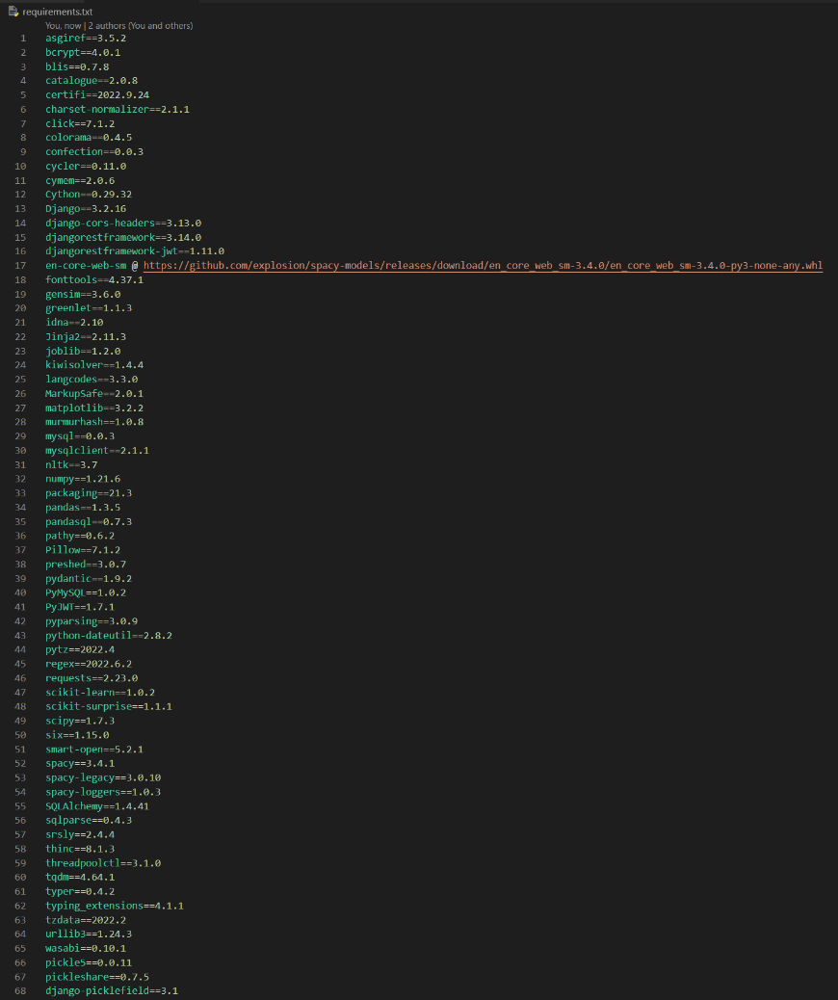 requirements.txt
You, now | 2 authors (You and others)
1 asgiref==3.5.2
2 bcrypt==4.0.1
3 blis==0.7.8
4 catalogue==2.0.8
5 certifi==2022.9.24
6 charset-normalizer==2.1.1
7 click==7.1.2
8 colorama==0.4.5
9 confection==0.0.3
10 cycler==0.11.0
11 cymem==2.0.6
12 Cython==0.29.32
13 Django==3.2.16
14 django-cors-headers==3.13.0
15 djangorestframework==3.14.0
16 djangorestframework-jwt==1.11.0
17 en-core-web-sm @ https://github.com/explosion/spacy-models/releases/download/en_core_web_sm-3.4.0/en_core_web_sm-3.4.0-py3-none-any.whl
18 fonttools==4.37.1
19 gensim==3.6.0
20 greenlet==1.1.3
21 idna==2.10
22 Jinja2==2.11.3
23 joblib==1.2.0
24 kiwisolver==1.4.4
25 langcodes==3.3.0
26 MarkupSafe==2.0.1
27 matplotlib==3.2.2
28 murmurhash==1.0.8
29 mysql==0.0.3
30 mysqlclient==2.1.1
31 nltk==3.7
32 numpy==1.21.6
33 packaging==21.3
34 pandas==1.3.5
35 pandasql==0.7.3
36 pathy==0.6.2
37 Pillow==7.1.2
38 preshed==3.0.7
39 pydantic==1.9.2
40 PyMySQL==1.0.2
41 PyJWT==1.7.1
42 pyparsing==3.0.9
43 python-dateutil==2.8.2
44 pytz==2022.4
45 regex==2022.6.2
46 requests==2.23.0
47 scikit-learn==1.0.2
48 scikit-surprise==1.1.1
49 scipy==1.7.3
50 six==1.15.0
51 smart-open==5.2.1
52 spacy==3.4.1
53 spacy-legacy==3.0.10
54 spacy-loggers==1.0.3
55 SQLAlchemy==1.4.41
56 sqlparse==0.4.3
57 srsly==2.4.4
58 thinc==8.1.3
59 threadpoolctl==3.1.0
60 tqdm==4.64.1
61 typer==0.4.2
62 typing_extensions==4.1.1
63 tzdata==2022.2
64 urllib3==1.24.3
65 wasabi==0.10.1
66 pickle5==0.0.11
67 pickleshare==0.7.5
68 django-picklefield==3.1